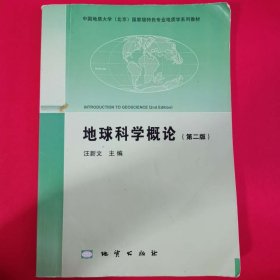 中国地质大学（北京）国家级特色专业地质学系列教材
INTRODUCTION TO GEOSCIENCE (2nd Edition)
地球科学概论（第二版）
汪新文 主编
地质出版社